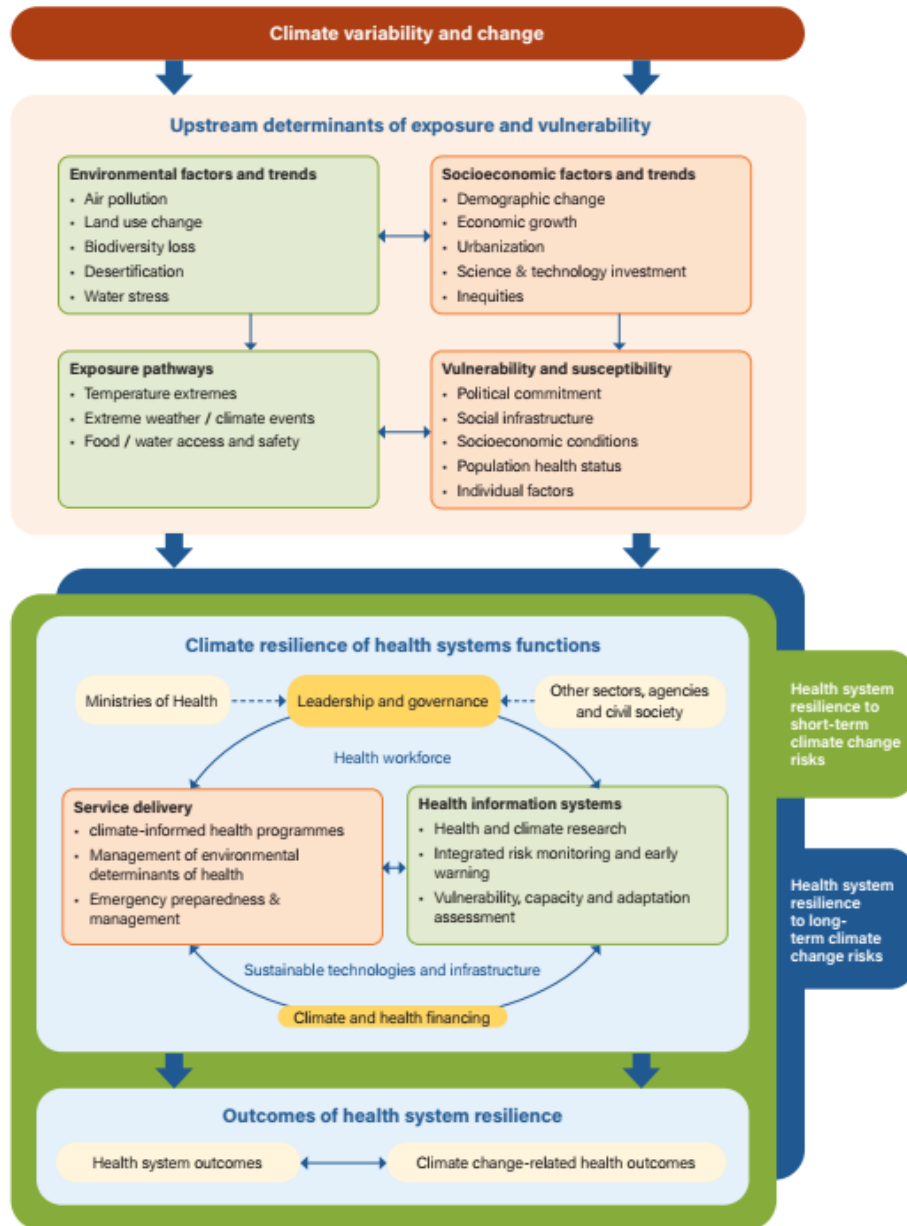 Climate variability and change
Upstream determinants of exposure and vulnerability
Environmental factors and trends
• Air pollution
• Land use change
• Biodiversity loss
• Desertification
• Water stress
Socioeconomic factors and trends
• Demographic change
• Economic growth
• Urbanization
• Science & technology investment
• Inequities
Exposure pathways
• Temperature extremes
• Extreme weather / climate events
• Food / water access and safety
Vulnerability and susceptibility
• Political commitment
• Social infrastructure
• Socioeconomic conditions
• Population health status
• Individual factors
Climate resilience of health systems functions
Ministries of Health
Leadership and governance
Other sectors, agencies
and civil society
Health workforce
Service delivery
• climate-informed health programmes
• Management of environmental
determinants of health
• Emergency preparedness &
management
Health information systems
• Health and climate research
• Integrated risk monitoring and early
warning
• Vulnerability, capacity and adaptation
assessment
Sustainable technologies and infrastructure
Climate and health financing
Health system
resilience to
short-term
climate change
risks
Health system
resilience
to long-
term climate
change risks
Outcomes of health system resilience
Health system outcomes
Climate change-related health outcomes